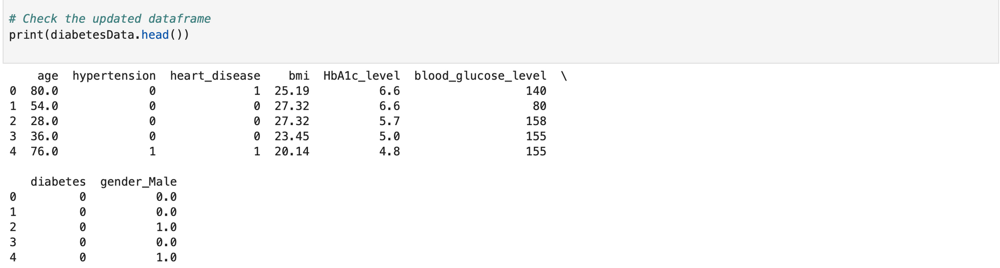 # Check the updated dataframe
print(diabetesData.head())
age hypertension heart_disease bmi HbA1c_level blood_glucose_level \
0 80.0 0 1 25.19 6.6 140
1 54.0 0 0 27.32 6.6 80
2 28.0 0 0 27.32 5.7 158
3 36.0 0 0 23.45 5.0 155
4 76.0 1 1 20.14 4.8 155
diabetes gender_Male
0 0 0.0
1 0 0.0
2 0 1.0
3 0 0.0
4 0 1.0